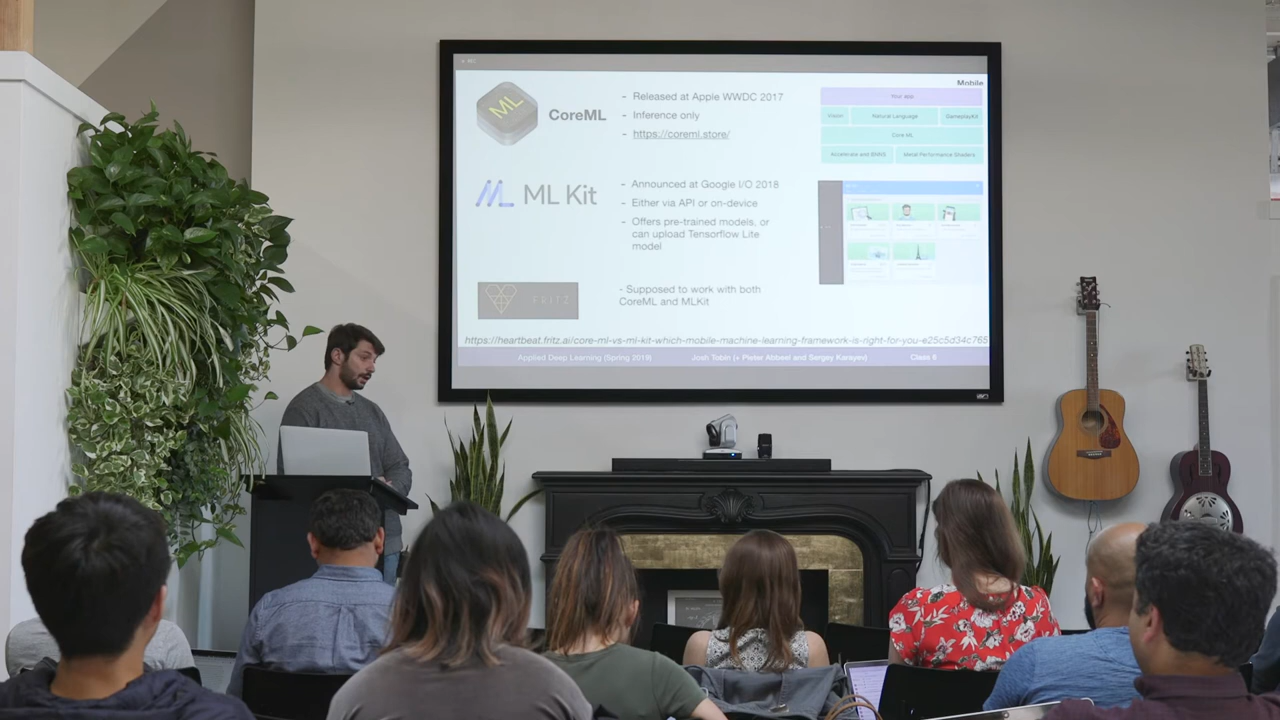 Mobile
ML
CoreML
- Released at Apple WWDC 2017
- Inference only
- https://coreml.store/
Your app
Vision Natural Language GameplayKit
Core ML
Accelerate and BNNS Metal Performance Shaders
ML Kit
- Announced at Google I/O 2018
- Either via API or on-device
- Offers pre-trained models, or
can upload Tensorflow Lite
model
FRITZ
- Supposed to work with both
CoreML and MLKit
https://heartbeat.fritz.ai/core-ml-vs-ml-kit-which-mobile-machine-learning-framework-is-right-for-you-e25c5d34c765
Applied Deep Learning (Spring 2019) Josh Tobin (+ Pieter Abbeel and Sergey Karayev) Class 6
YAMAHA